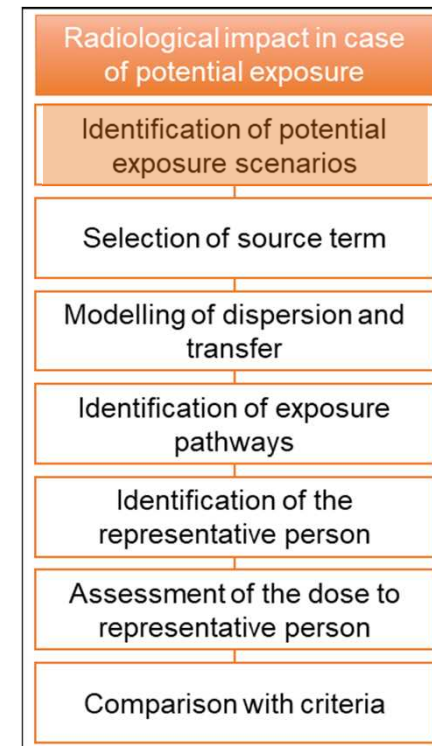 Radiological impact in case
of potential exposure
Identification of potential
exposure scenarios
Selection of source term
Modelling of dispersion and
transfer
Identification of exposure
pathways
Identification of the
representative person
Assessment of the dose to
representative person
Comparison with criteria